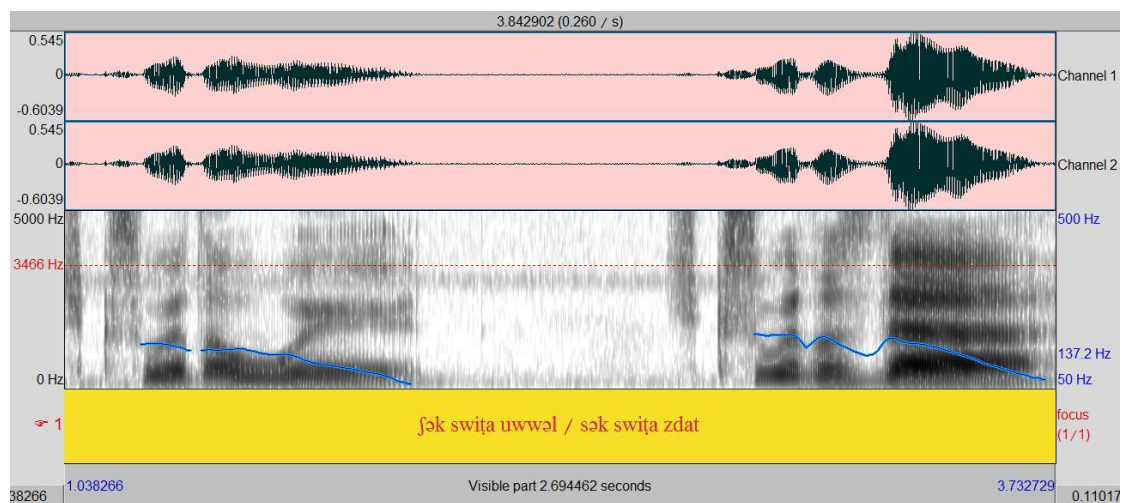 3.842902 (0.260 / s)
0.545
0
-0.6039
Channel 1
0.545
0
-0.6039
Channel 2
5000 Hz
500 Hz
3466 Hz
137.2 Hz
0 Hz
50 Hz
☞ 1
ʃək swiṭa uwwəl / sək swiṭa zdat
focus
(1/1)
1.038266
Visible part 2.694462 seconds
3.732729
38266
0.11017